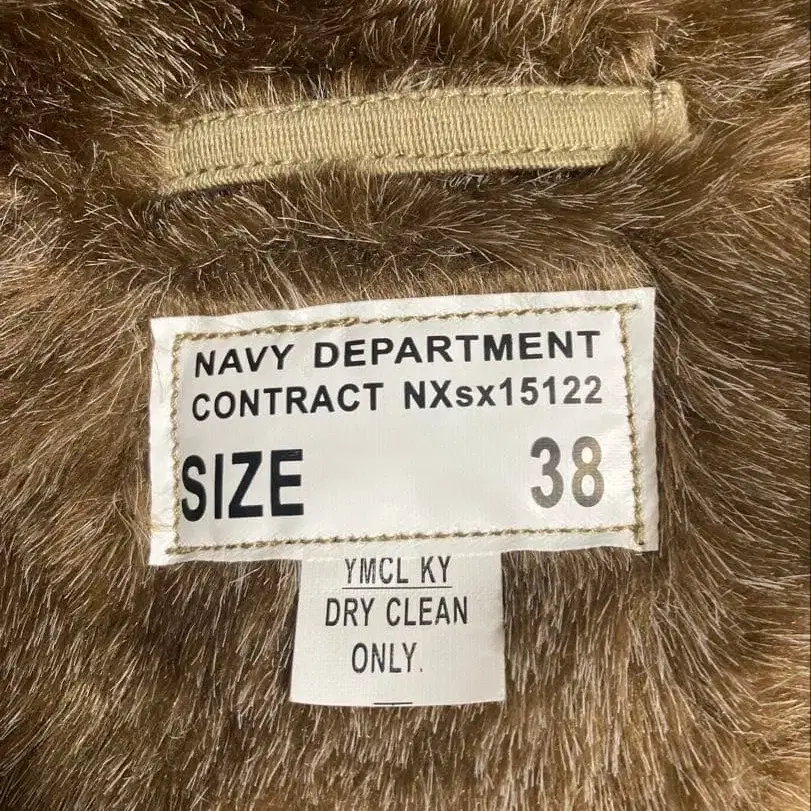 NAVY DEPARTMENT
CONTRACT NXsx15122
SIZE 38
YMCL KY
DRY CLEAN
ONLY.